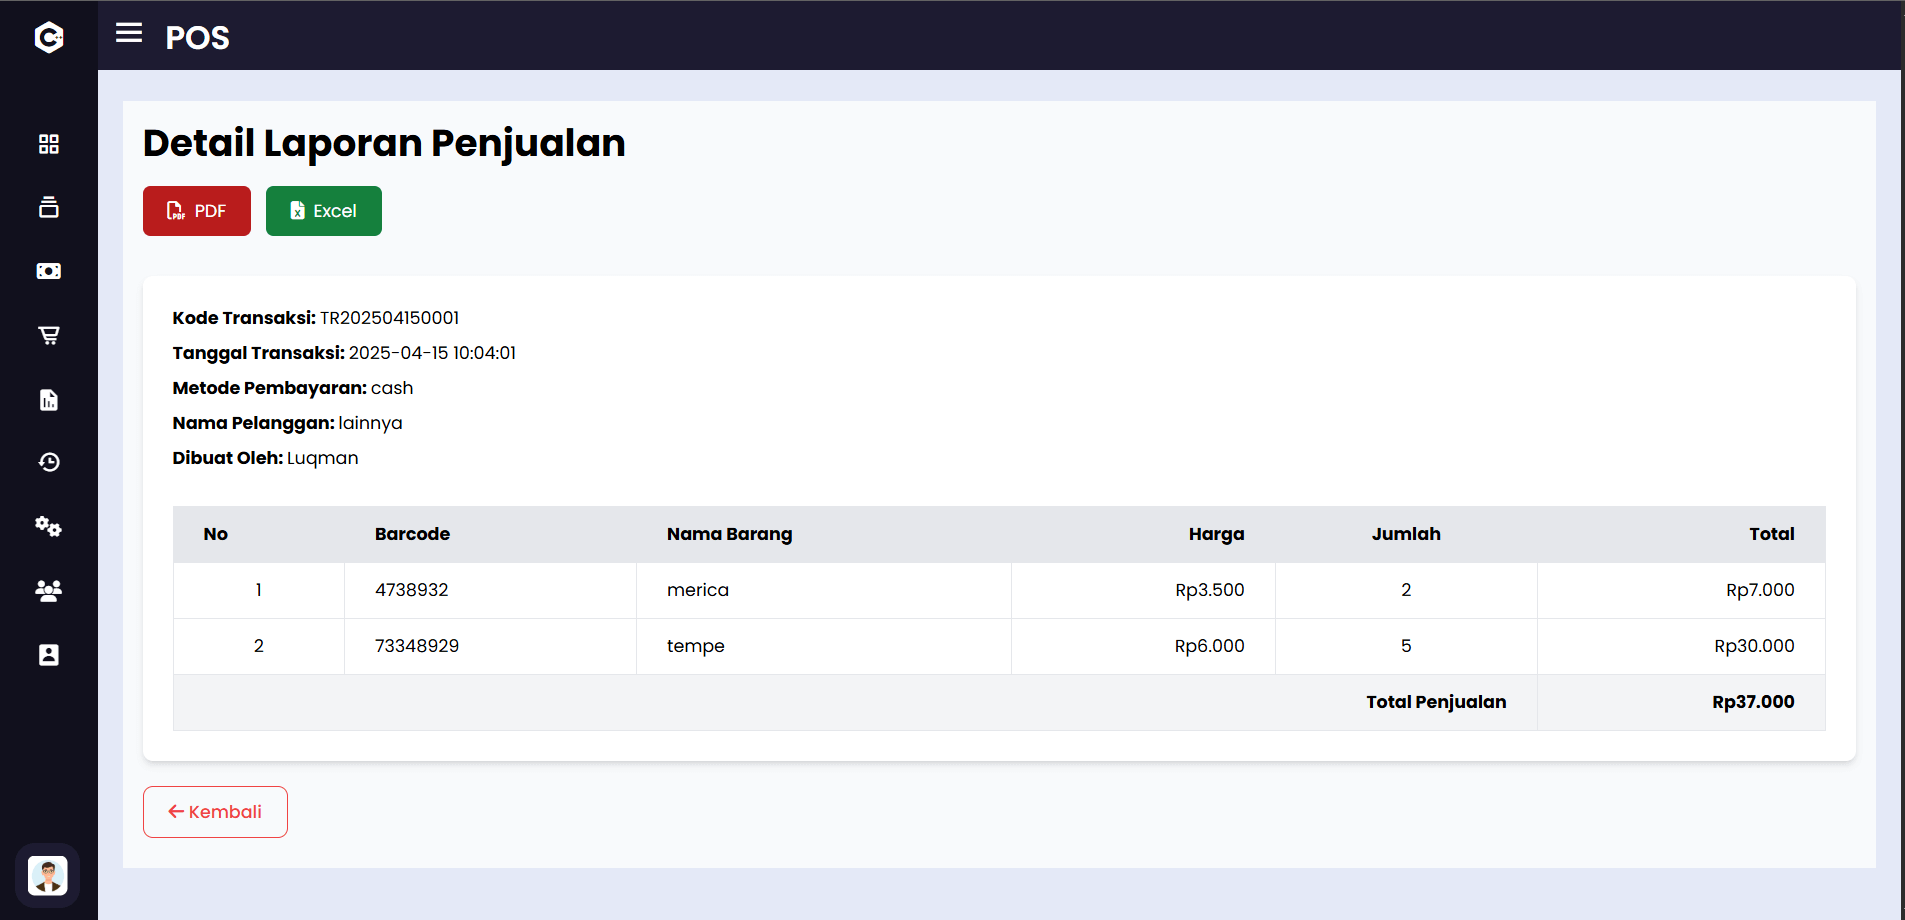 POS
Detail Laporan Penjualan
PDF Excel
Kode Transaksi: TR202504150001
Tanggal Transaksi: 2025-04-15 10:04:01
Metode Pembayaran: cash
Nama Pelanggan: lainnya
Dibuat Oleh: Luqman
No Barcode Nama Barang Harga Jumlah Total
1 4738932 merica Rp3.500 2 Rp7.000
2 73348929 tempe Rp6.000 5 Rp30.000
Total Penjualan Rp37.000
Kembali